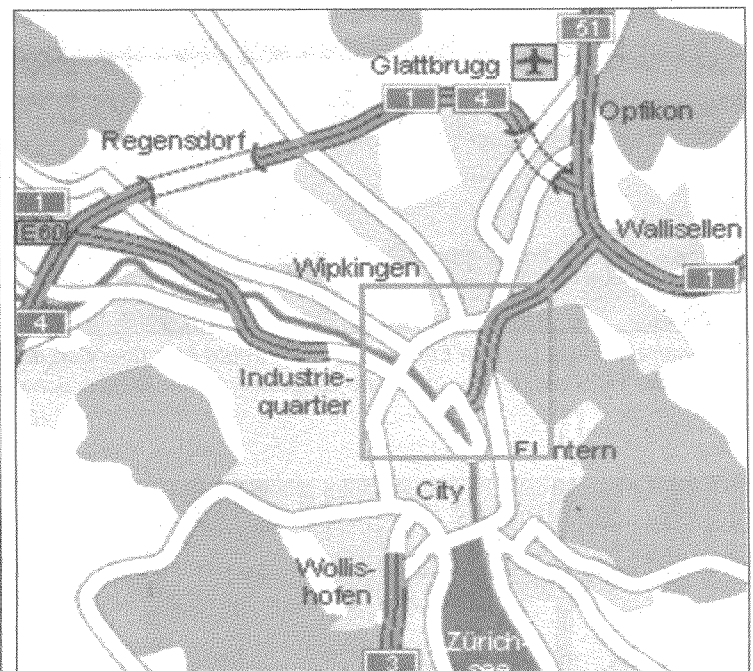 51
Glattbrugg
1
4
Opfikon
Regensdorf
1
E60
Wallisellen
Wipkingen
1
4
Industrie-
quartier
Fluntern
City
Wollis-
hofen
Zürich-
see
3